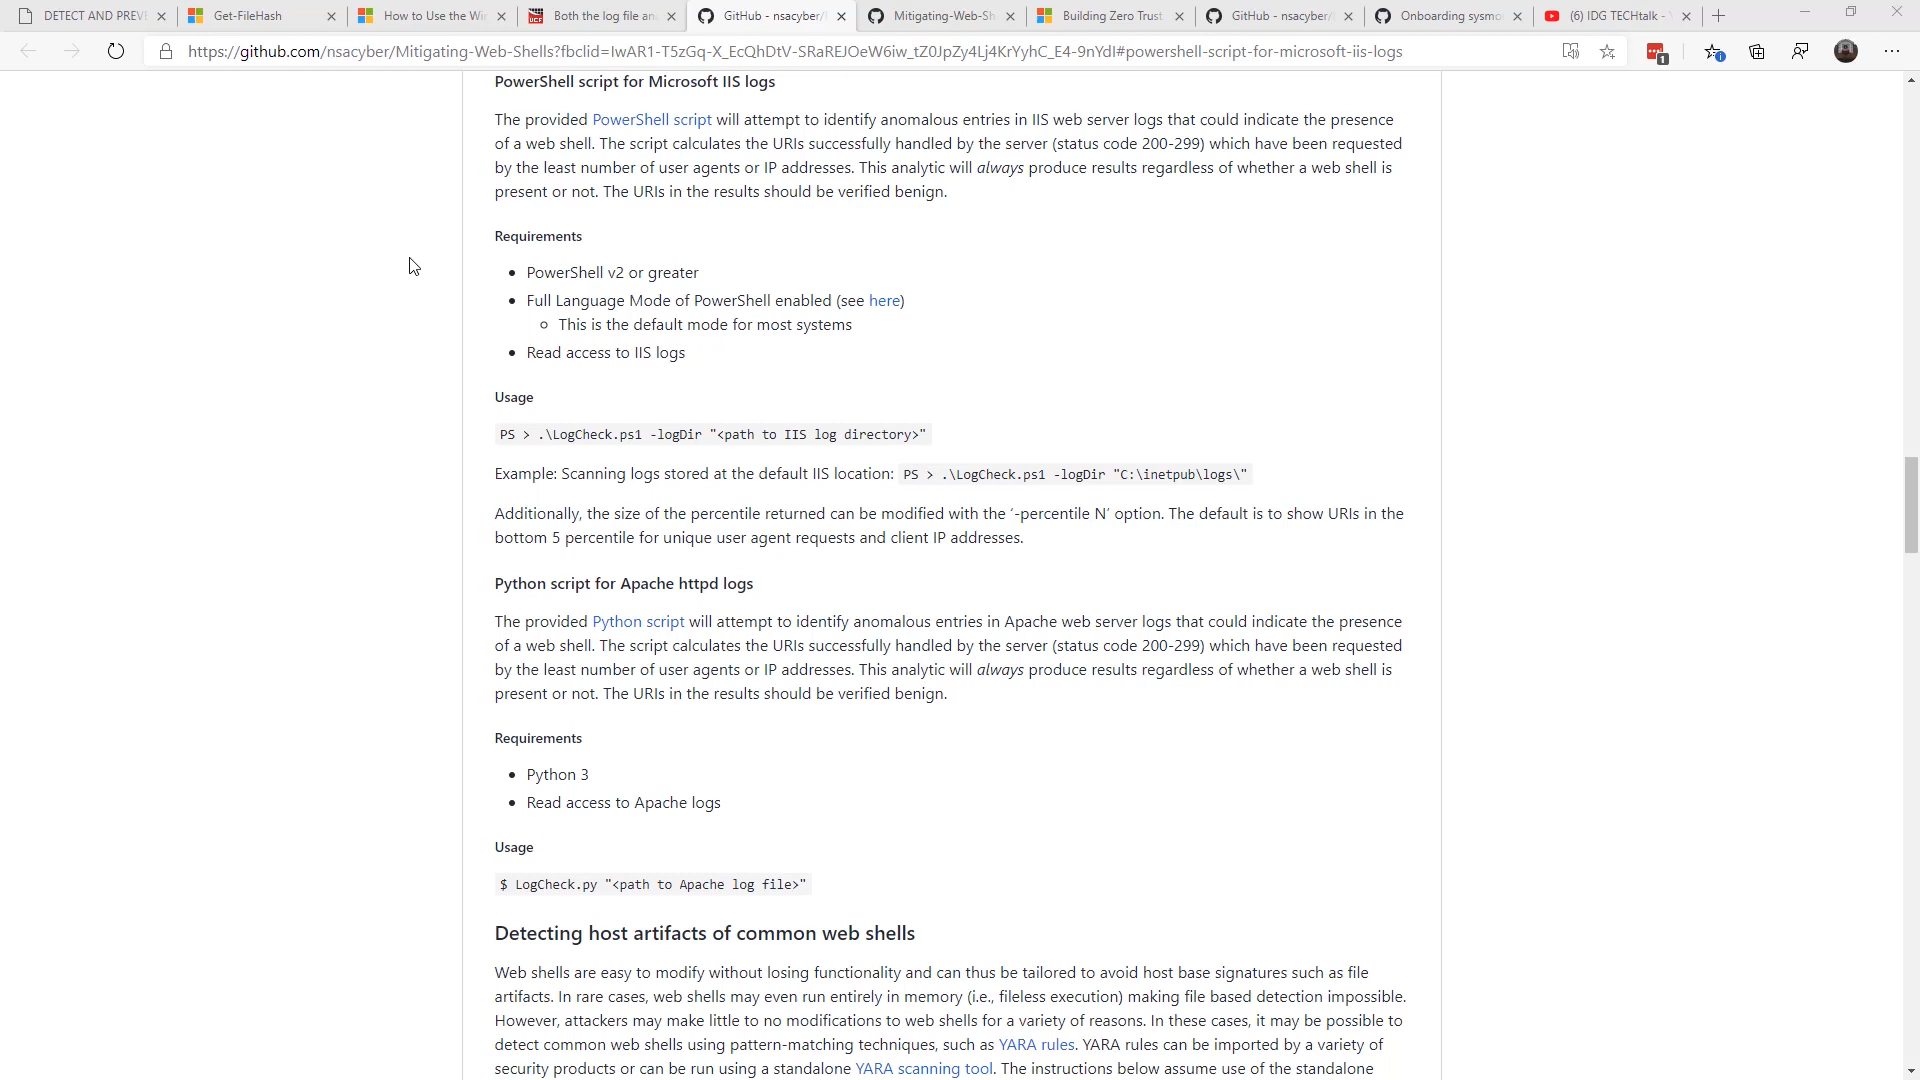 DETECT AND PREVE
Get-FileHash
How to Use the Wi
UCF
Both the log file an
GitHub - nsacyber/
Mitigating-Web-Sh
Building Zero Trust
GitHub - nsacyber/
Onboarding sysmo
(6) IDG TECHtalk -
https://github.com/nsacyber/Mitigating-Web-Shells?fbclid=IwAR1-T5zGq-X_EcQhDtV-SRaREJOeW6iw_tZ0JpZy4Lj4KrYyhC_E4-9nYdI#powershell-script-for-microsoft-iis-logs
1
PowerShell script for Microsoft IIS logs
The provided PowerShell script will attempt to identify anomalous entries in IIS web server logs that could indicate the presence
of a web shell. The script calculates the URIs successfully handled by the server (status code 200-299) which have been requested
by the least number of user agents or IP addresses. This analytic will always produce results regardless of whether a web shell is
present or not. The URIs in the results should be verified benign.
Requirements
• PowerShell v2 or greater
• Full Language Mode of PowerShell enabled (see here)
○ This is the default mode for most systems
• Read access to IIS logs
Usage
PS > .\LogCheck.ps1 -logDir "<path to IIS log directory>"
Example: Scanning logs stored at the default IIS location: PS > .\LogCheck.ps1 -logDir "C:\inetpub\logs\"
Additionally, the size of the percentile returned can be modified with the ‘-percentile N’ option. The default is to show URIs in the
bottom 5 percentile for unique user agent requests and client IP addresses.
Python script for Apache httpd logs
The provided Python script will attempt to identify anomalous entries in Apache web server logs that could indicate the presence
of a web shell. The script calculates the URIs successfully handled by the server (status code 200-299) which have been requested
by the least number of user agents or IP addresses. This analytic will always produce results regardless of whether a web shell is
present or not. The URIs in the results should be verified benign.
Requirements
• Python 3
• Read access to Apache logs
Usage
$ LogCheck.py "<path to Apache log file>"
Detecting host artifacts of common web shells
Web shells are easy to modify without losing functionality and can thus be tailored to avoid host base signatures such as file
artifacts. In rare cases, web shells may even run entirely in memory (i.e., fileless execution) making file based detection impossible.
However, attackers may make little to no modifications to web shells for a variety of reasons. In these cases, it may be possible to
detect common web shells using pattern-matching techniques, such as YARA rules. YARA rules can be imported by a variety of
security products or can be run using a standalone YARA scanning tool. The instructions below assume use of the standalone